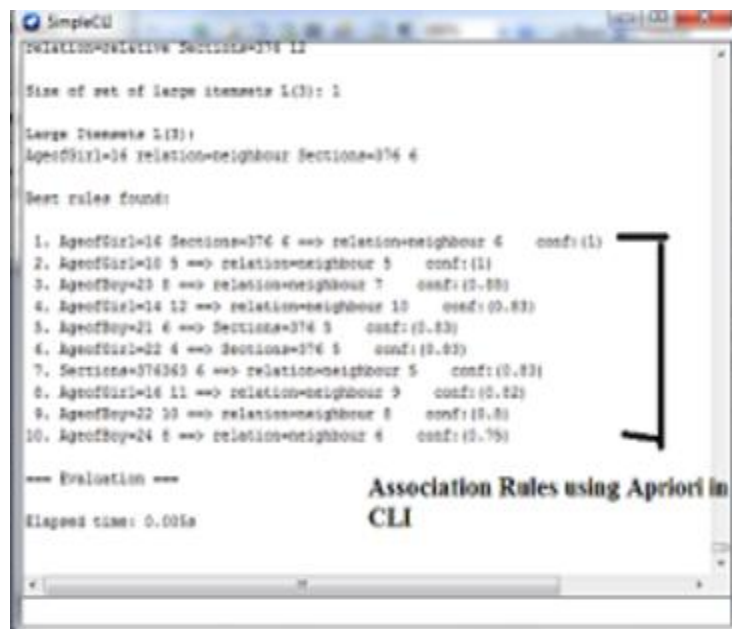 SimpleCLI
relation=relative Sections=376 12
Size of set of large itemsets L(3): 1
Large Itemsets L(3):
AgeofGirl=16 relation=neighbour Sections=376 6
Best rules found:
1. AgeofGirl=16 Sections=376 6 ==> relation=neighbour 6 conf:(1)
2. AgeofGirl=10 5 ==> relation=neighbour 5 conf:(1)
3. AgeofBoy=23 8 ==> relation=neighbour 7 conf:(0.88)
4. AgeofGirl=14 12 ==> relation=neighbour 10 conf:(0.83)
5. AgeofBoy=21 6 ==> Sections=376 5 conf:(0.83)
6. AgeofGirl=22 6 ==> Sections=376 5 conf:(0.83)
7. Sections=376363 6 ==> relation=neighbour 5 conf:(0.83)
8. AgeofGirl=16 11 ==> relation=neighbour 9 conf:(0.82)
9. AgeofBoy=22 10 ==> relation=neighbour 8 conf:(0.8)
10. AgeofBoy=24 8 ==> relation=neighbour 6 conf:(0.75)
=== Evaluation ===
Elapsed time: 0.005s
Association Rules using Apriori in
CLI